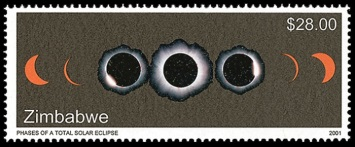 $28.00
Zimbabwe
PHASES OF A TOTAL SOLAR ECLIPSE 2001